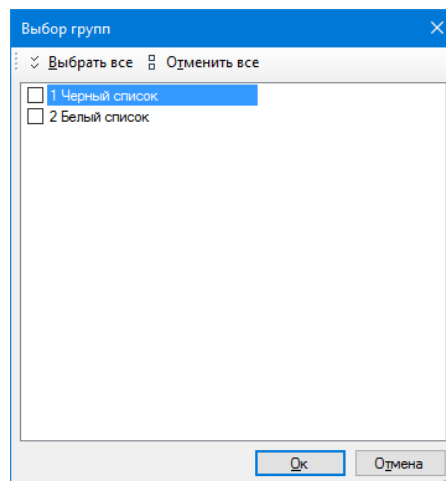 Выбор групп
Выбрать все Отменить все
1 Черный список
2 Белый список
Ок Отмена